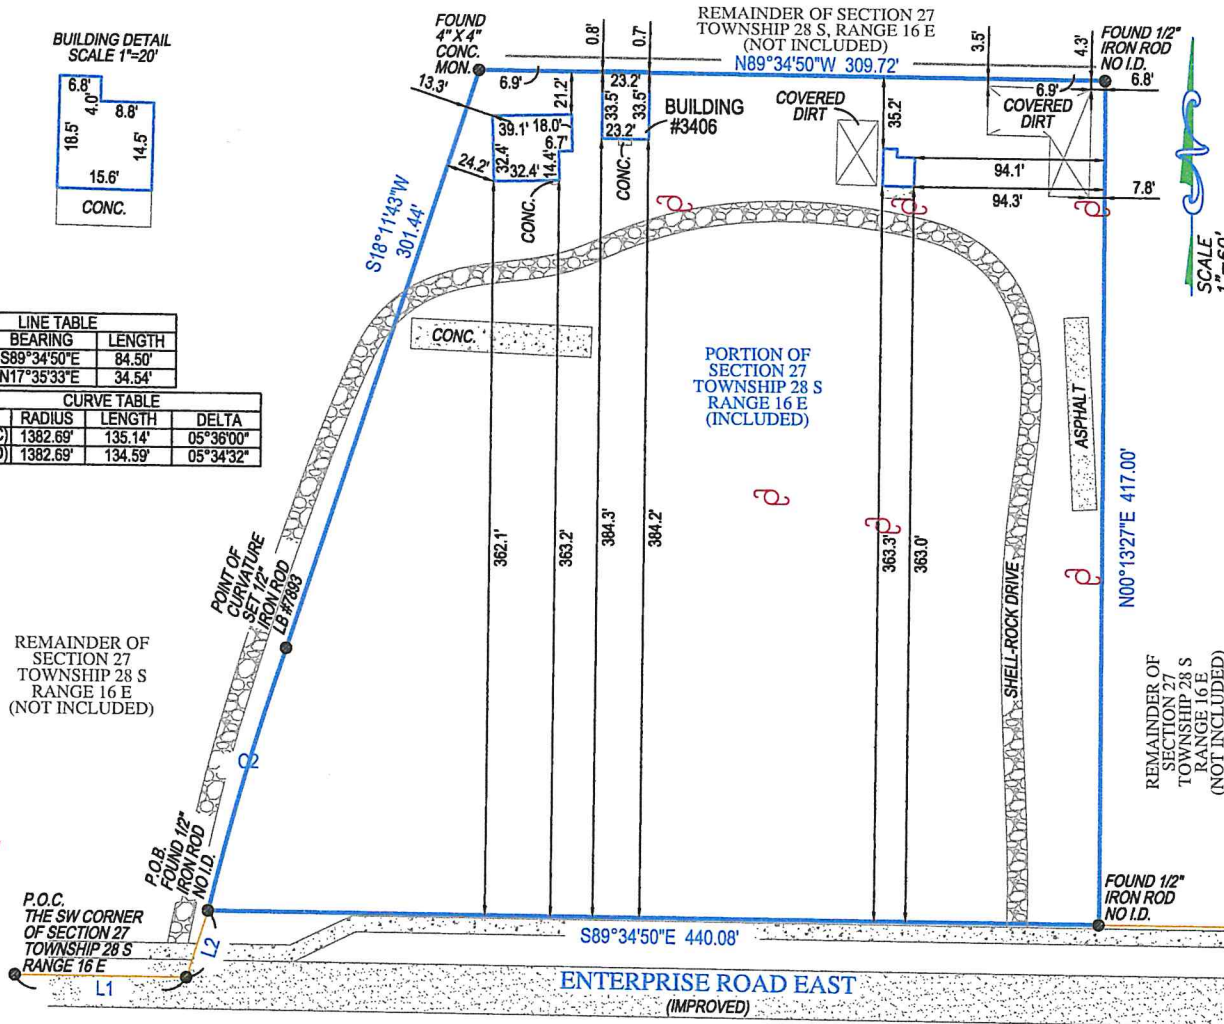 BUILDING DETAIL
SCALE 1"=20'
6.8'
4.0'
8.8'
18.5'
14.5'
15.6'
CONC.
FOUND
4" X 4"
CONC.
MON.
REMAINDER OF SECTION 27
TOWNSHIP 28 S, RANGE 16 E
(NOT INCLUDED)
N89°34'50"W 309.72'
FOUND 1/2"
IRON ROD
NO I.D.
0.8'
0.7'
3.5'
4.3'
6.8'
13.3'
6.9'
21.2'
23.2'
33.5'
33.5'
23.2'
BUILDING
#3406
COVERED
DIRT
35.2'
6.9'
COVERED
DIRT
39.1'
18.0'
6.7'
32.4'
14.4'
32.4'
24.2'
CONC.
CONC.
94.1'
94.3'
7.8'
SCALE
1"=60'
S18°11'43"W
301.44'
LINE TABLE
BEARING LENGTH
S89°34'50"E 84.50'
N17°35'33"E 34.54'
CURVE TABLE
RADIUS LENGTH DELTA
C) 1382.69' 135.14' 05°36'00"
D) 1382.69' 134.59' 05°34'32"
CONC.
PORTION OF
SECTION 27
TOWNSHIP 28 S
RANGE 16 E
(INCLUDED)
ASPHALT
N00°13'27"E 417.00'
362.1'
363.2'
384.3'
384.2'
363.3'
363.0'
SHELL-ROCK DRIVE
POINT OF
CURVATURE
SET 1/2"
IRON ROD
LB #7893
REMAINDER OF
SECTION 27
TOWNSHIP 28 S
RANGE 16 E
(NOT INCLUDED)
REMAINDER OF
SECTION 27
TOWNSHIP 28 S
RANGE 16 E
(NOT INCLUDED)
C2
P.O.B.
FOUND 1/2"
IRON ROD
NO I.D.
P.O.C.
THE SW CORNER
OF SECTION 27
TOWNSHIP 28 S
RANGE 16 E
L1
L2
S89°34'50"E 440.08'
FOUND 1/2"
IRON ROD
NO I.D.
ENTERPRISE ROAD EAST
(IMPROVED)